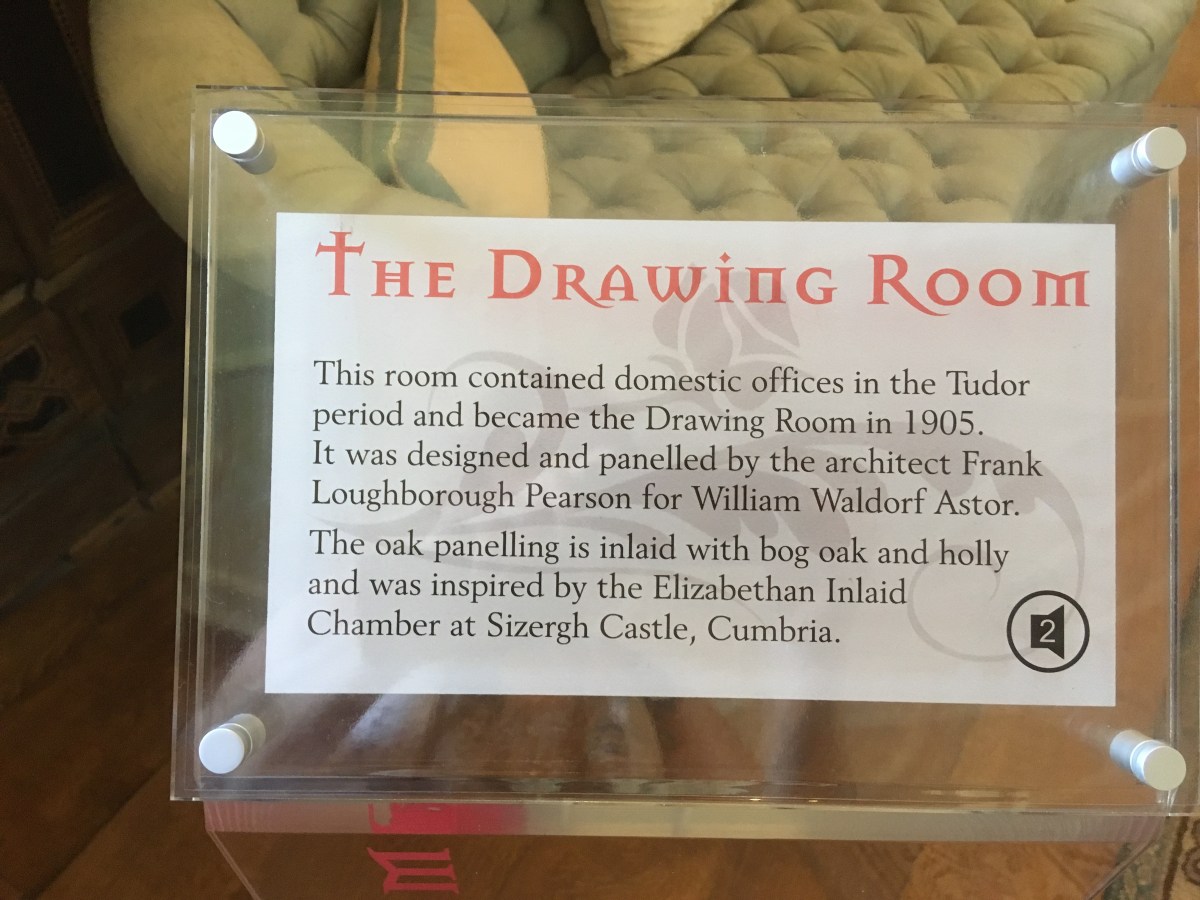 The Drawing Room
This room contained domestic offices in the Tudor
period and became the Drawing Room in 1905.
It was designed and panelled by the architect Frank
Loughborough Pearson for William Waldorf Astor.
The oak panelling is inlaid with bog oak and holly
and was inspired by the Elizabethan Inlaid
Chamber at Sizergh Castle, Cumbria.
2